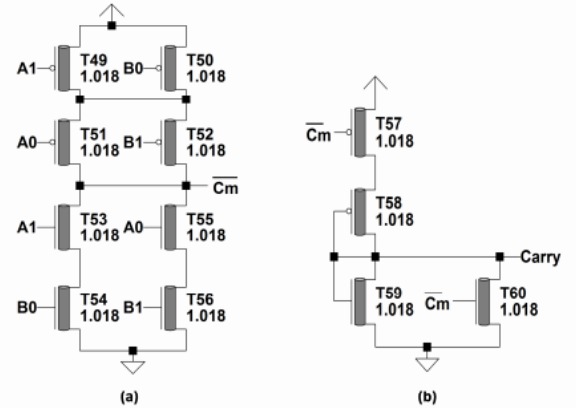 A1 T49 B0 T50
1.018 1.018
A0 T51 B1 T52
1.018 1.018
Cm
A1 T53 A0 T55
1.018 1.018
B0 T54 B1 T56
1.018 1.018
(a)
Cm T57
1.018
T58
1.018
Carry
T59 Cm T60
1.018 1.018
(b)